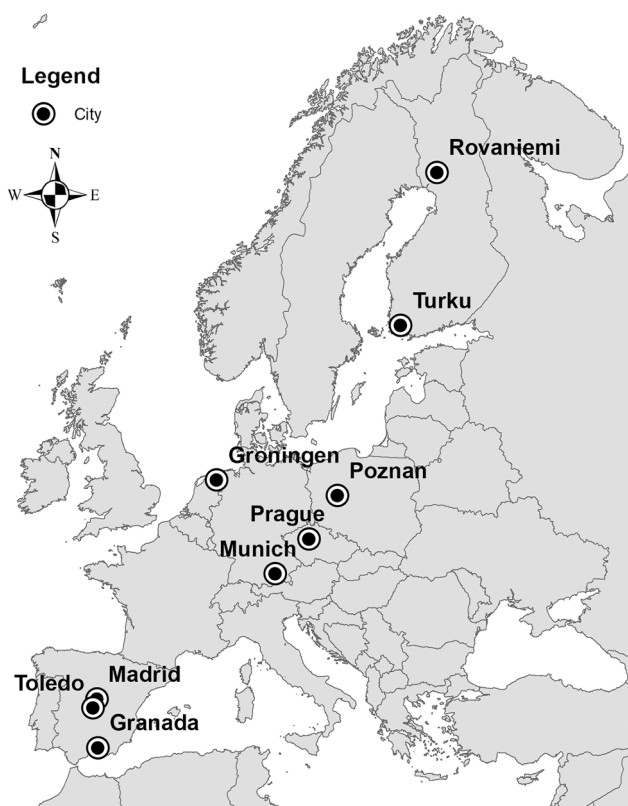 Legend
City
N
W E
S
Rovaniemi
Turku
Groningen
Poznan
Prague
Munich
Toledo Madrid
Granada